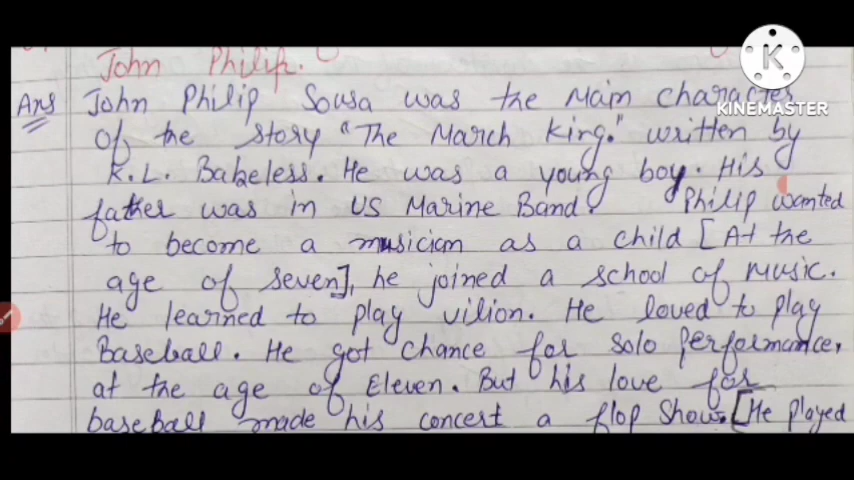 John Philip.
KINEMASTER
Ans John Philip Sousa was the Main character
of the story "The March King." written by
K.L. Babeless. He was a young boy. His
father was in US Marine Band. Philip wanted
to become a musician as a child [At the
age of seven], he joined a school of music.
He learned to play vilion. He loved to play
Baseball. He got chance for solo performance,
at the age of Eleven. But his love for
baseball made his concert a flop show. [He played